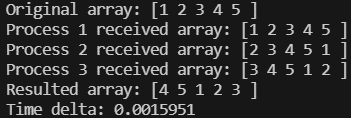 Original array: [1 2 3 4 5 ]
Process 1 received array: [1 2 3 4 5 ]
Process 2 received array: [2 3 4 5 1 ]
Process 3 received array: [3 4 5 1 2 ]
Resulted array: [4 5 1 2 3 ]
Time delta: 0.0015951